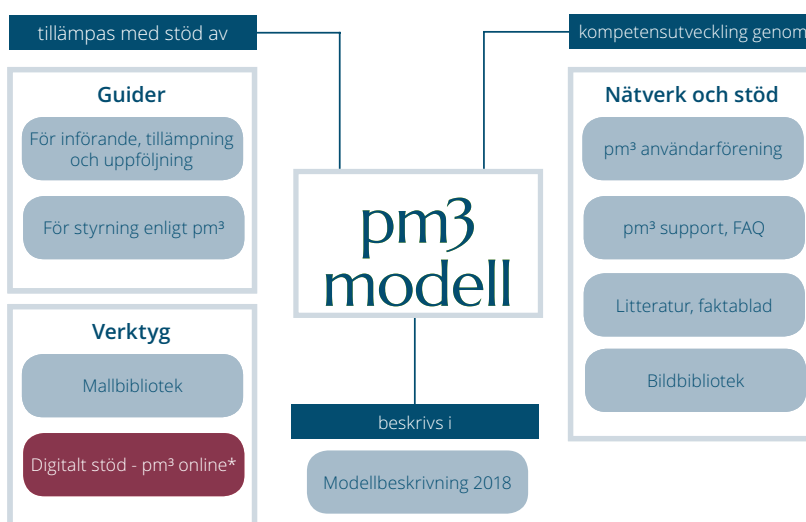 tillämpas med stöd av
Guider
För införande, tillämpning
och uppföljning
För styrning enligt pm³
Verktyg
Mallbibliotek
Digitalt stöd - pm³ online*
pm3
modell
beskrivs i
Modellbeskrivning 2018
kompetensutveckling genom
Nätverk och stöd
pm³ användarförening
pm³ support, FAQ
Litteratur, faktablad
Bildbibliotek